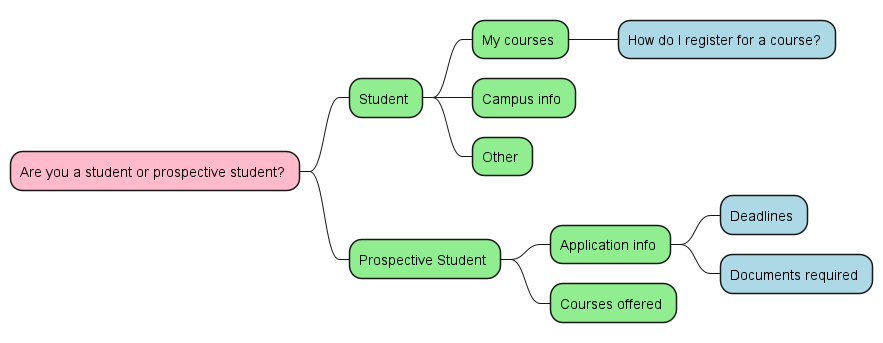 My courses
How do I register for a course?
Student
Campus info
Other
Are you a student or prospective student?
Deadlines
Application info
Prospective Student
Documents required
Courses offered